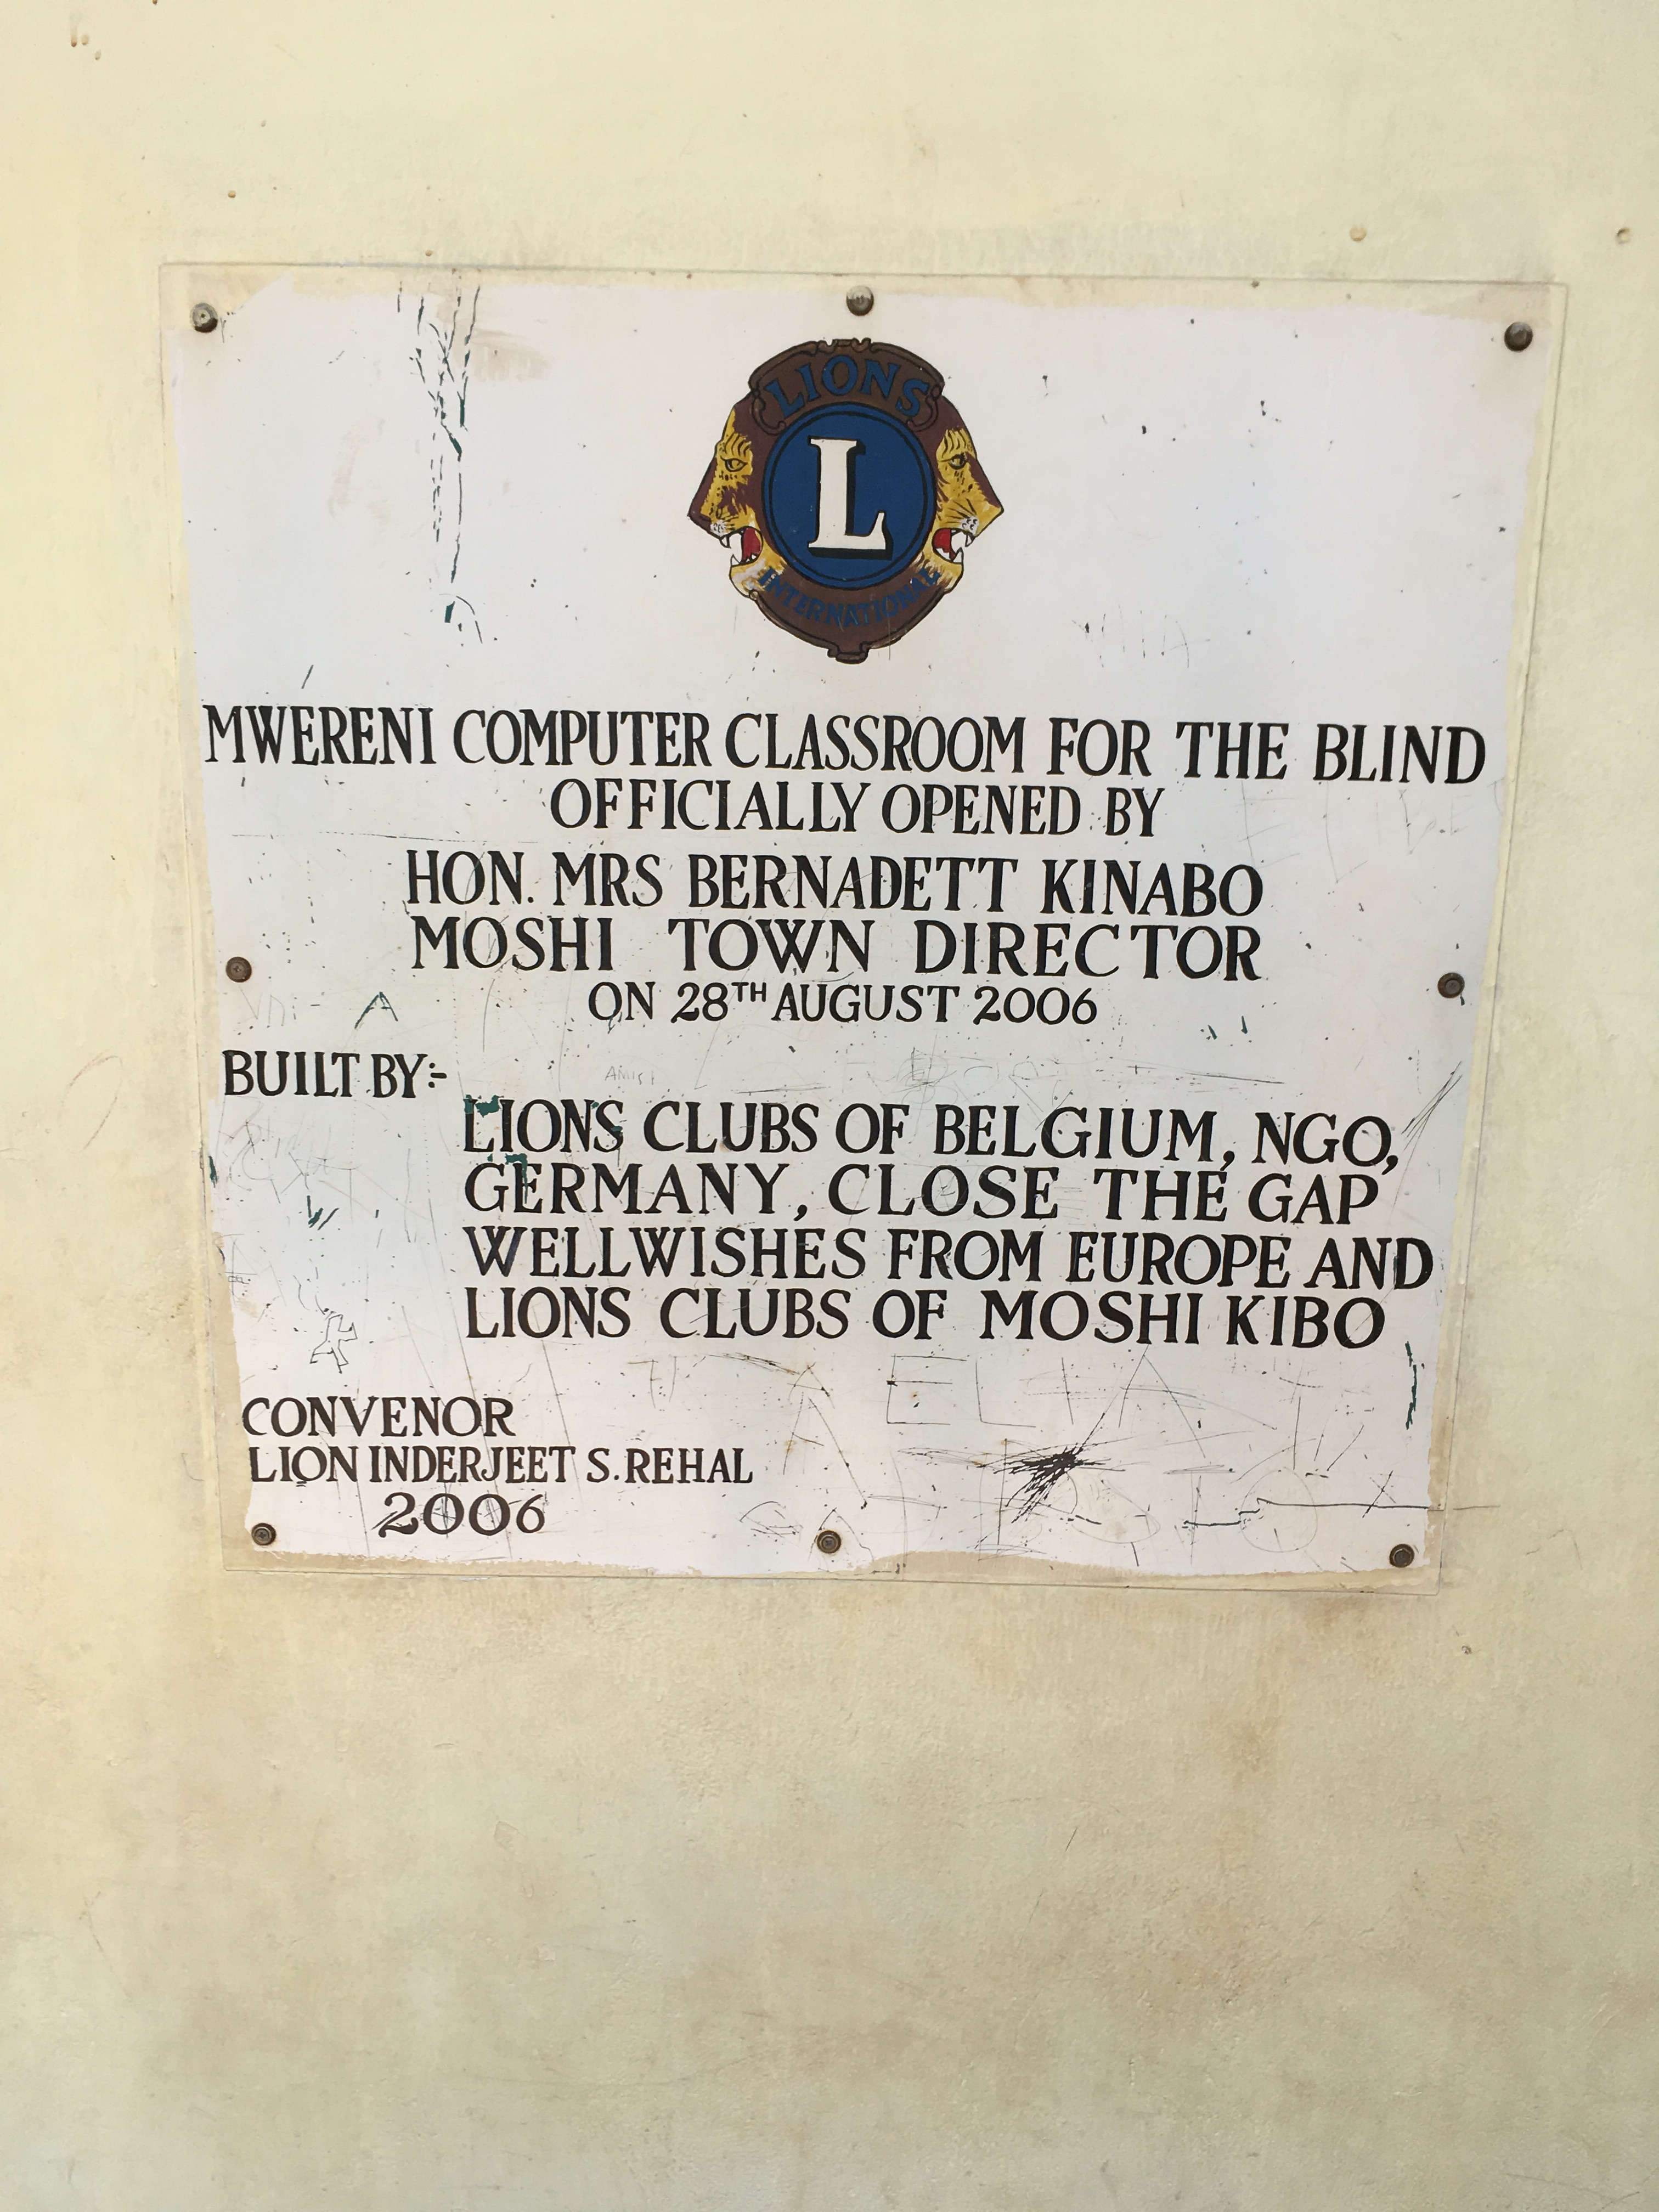 LIONS
L
INTERNATIONAL
MWERENI COMPUTER CLASSROOM FOR THE BLIND
OFFICIALLY OPENED BY
HON. MRS BERNADETT KINABO
MOSHI TOWN DIRECTOR
ON 28TH AUGUST 2006
BUILT BY:-
LIONS CLUBS OF BELGIUM, NGO,
GERMANY, CLOSE THE GAP
WELLWISHES FROM EUROPE AND
LIONS CLUBS OF MOSHI KIBO
CONVENOR
LION INDERJEET S. REHAL
2006